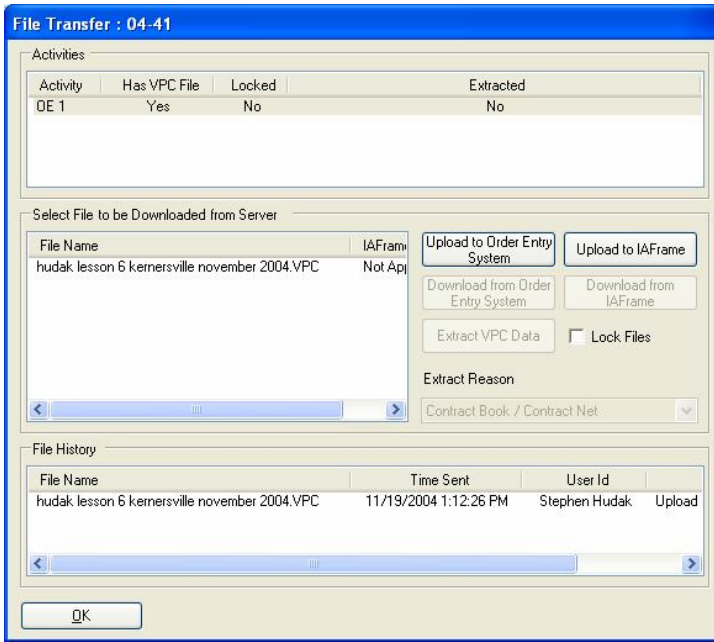 File Transfer : 04-41
Activities
Activity Has VPC File Locked Extracted
OE 1 Yes No No
Select File to be Downloaded from Server
File Name IAFram
hudak lesson 6 kernersville november 2004.VPC Not App
Upload to Order Entry System
Upload to IAFrame
Download from Order Entry System
Download from IAFrame
Extract VPC Data
Lock Files
Extract Reason
Contract Book / Contract Net
File History
File Name Time Sent User Id
hudak lesson 6 kernersville november 2004.VPC 11/19/2004 1:12:26 PM Stephen Hudak Upload
OK